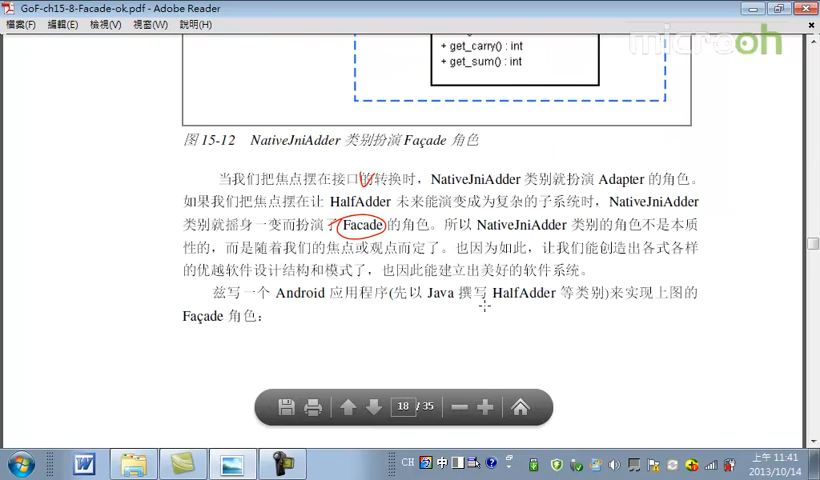 GoF-ch15-8-Facade-ok.pdf - Adobe Reader
檔案(F) 編輯(E) 檢視(V) 視窗(W) 說明(H)
microoh
+ get_carry() : int
+ get_sum() : int
图 15-12 NativeJniAdder 类别扮演 Façade 角色
当我们把焦点摆在接口的转换时，NativeJniAdder 类别就扮演 Adapter 的角色。
如果我们把焦点摆在让 HalfAdder 未来能演变成为复杂的子系统时，NativeJniAdder
类别就摇身一变而扮演了 Facade 的角色。所以 NativeJniAdder 类别的角色不是本质
性的，而是随着我们的焦点或观点而定了。也因为如此，让我们能创造出各式各样
的优越软件设计结构和模式了，也因此能建立出美好的软件系统。
兹写一个 Android 应用程序(先以 Java 撰写 HalfAdder 等类别)来实现上图的
Façade 角色：
18 / 35
CH 中
上午 11:41
2013/10/14